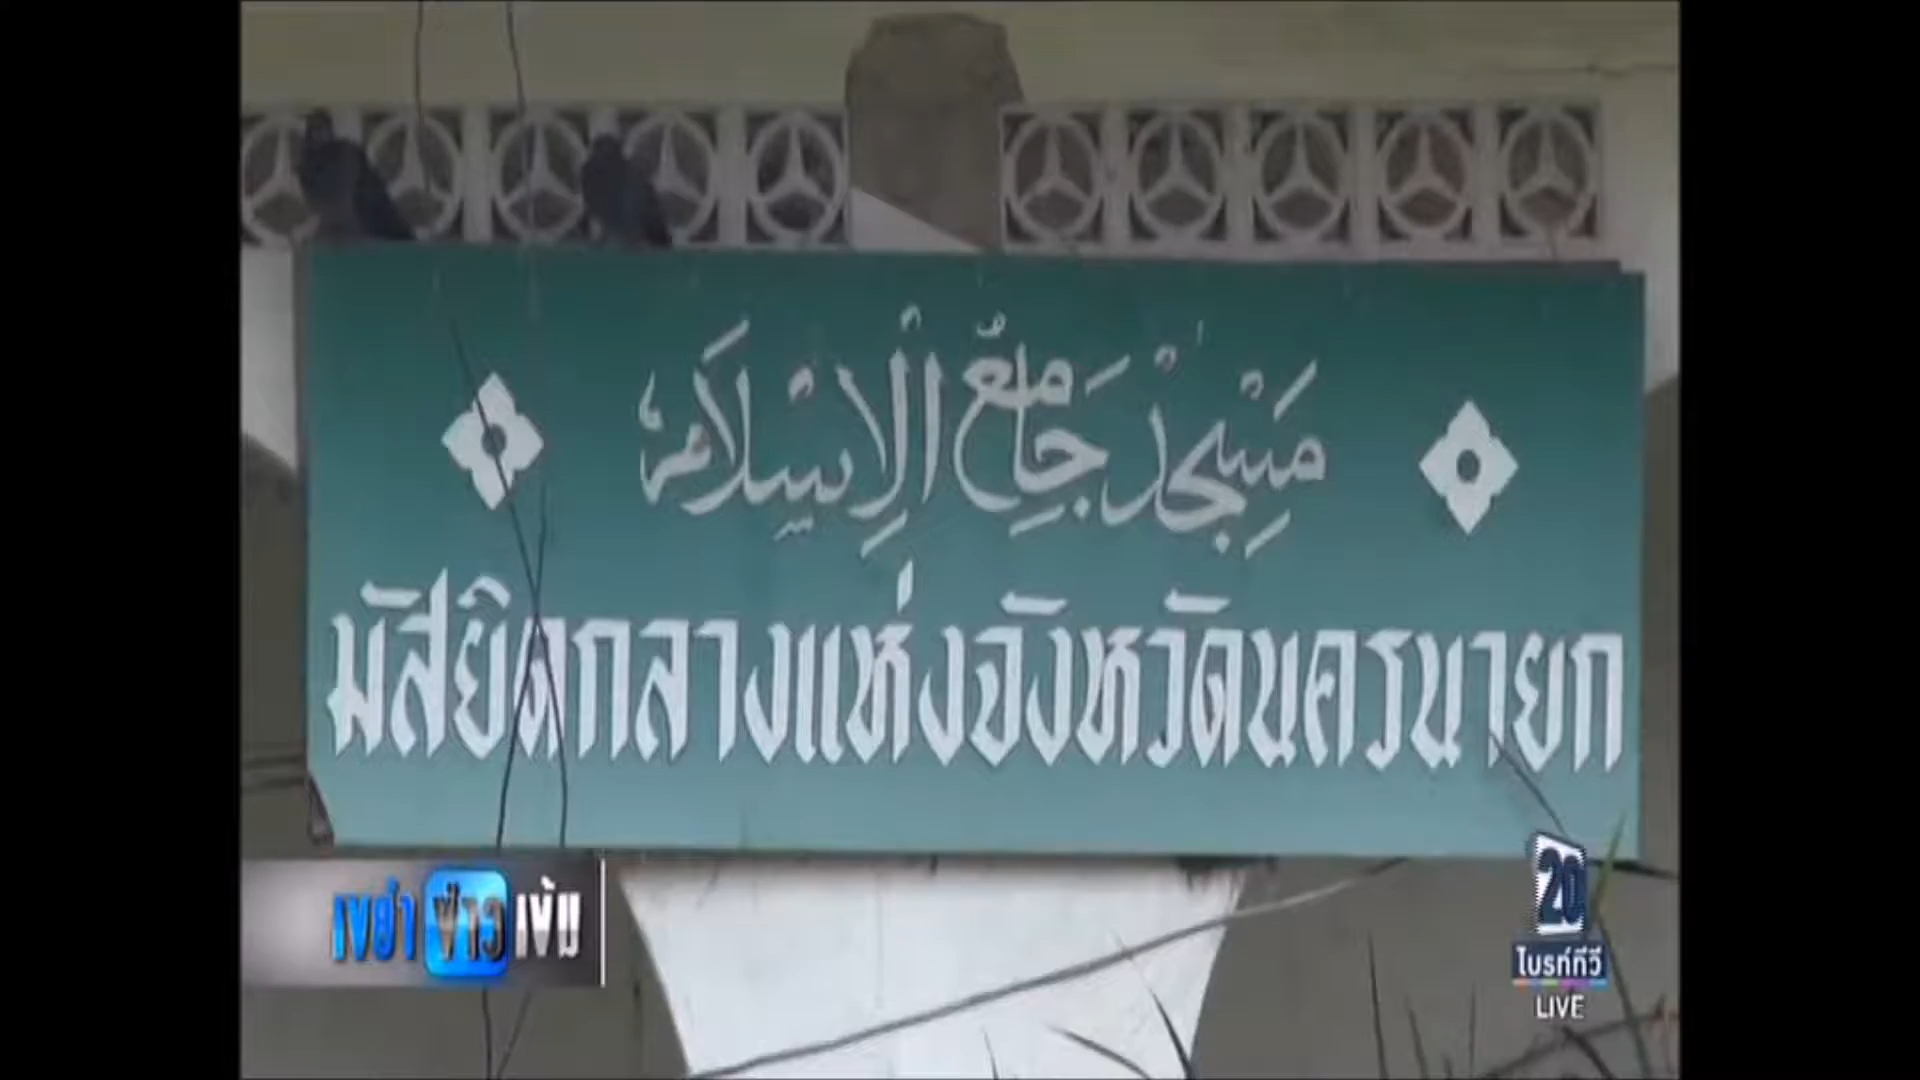 مَسْجِدْ جَامِعُ الْإِسْلَامْ
มัสยิดกลางแห่งจังหวัดนครนายก
เขย่าข่าวเข้ม
20
ไบรท์ทีวี
LIVE